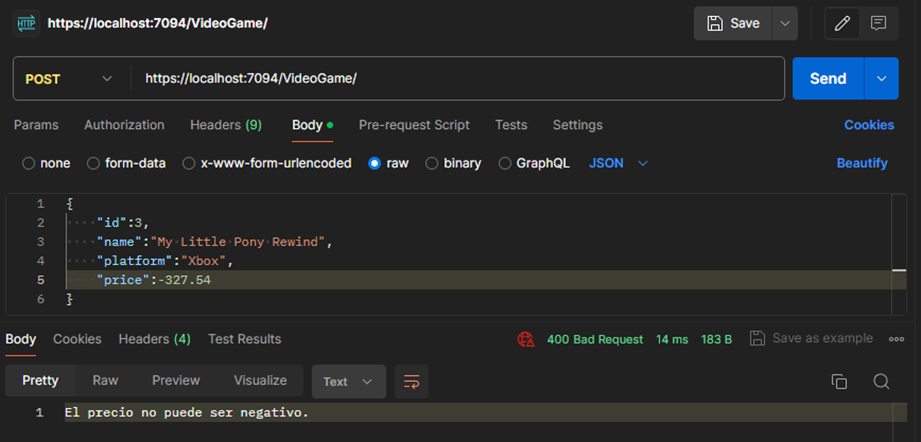 HTTP https://localhost:7094/VideoGame/ Save
POST https://localhost:7094/VideoGame/ Send
Params Authorization Headers (9) Body Pre-request Script Tests Settings Cookies
none form-data x-www-form-urlencoded raw binary GraphQL JSON Beautify
1 {
2 ····"id":3,
3 ····"name":"My·Little·Pony·Rewind",
4 ····"platform":"Xbox",
5 ····"price":-327.54
6 }
Body Cookies Headers (4) Test Results 400 Bad Request 14 ms 183 B Save as example
Pretty Raw Preview Visualize Text
1 El precio no puede ser negativo.